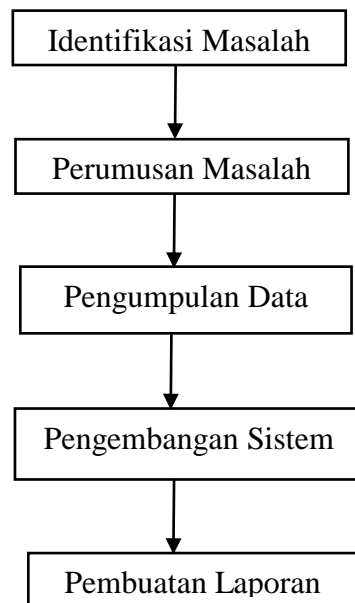 Identifikasi Masalah
Perumusan Masalah
Pengumpulan Data
Pengembangan Sistem
Pembuatan Laporan